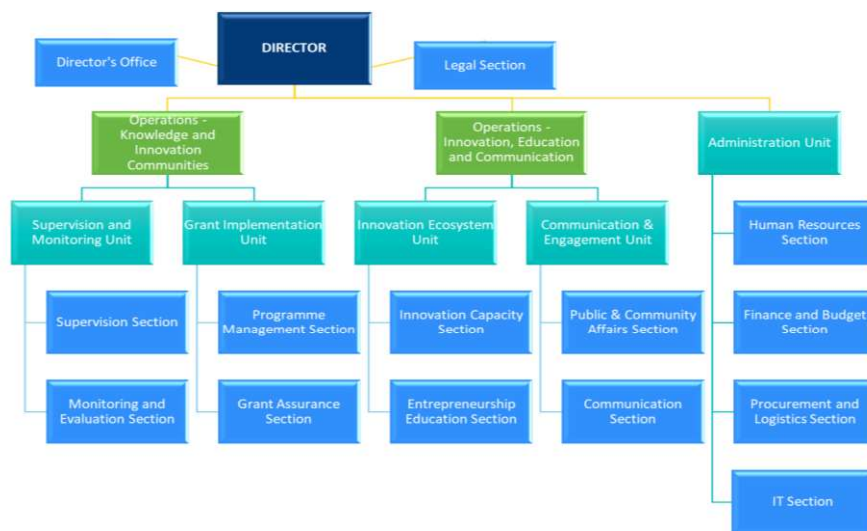 DIRECTOR
Director's Office
Legal Section
Operations -
Knowledge and
Innovation
Communities
Operations -
Innovation, Education
and Communication
Administration Unit
Supervision and
Monitoring Unit
Grant Implementation
Unit
Innovation Ecosystem
Unit
Communication &
Engagement Unit
Human Resources
Section
Supervision Section
Programme
Management Section
Innovation Capacity
Section
Public & Community
Affairs Section
Finance and Budget
Section
Monitoring and
Evaluation Section
Grant Assurance
Section
Entrepreneurship
Education Section
Communication
Section
Procurement and
Logistics Section
IT Section